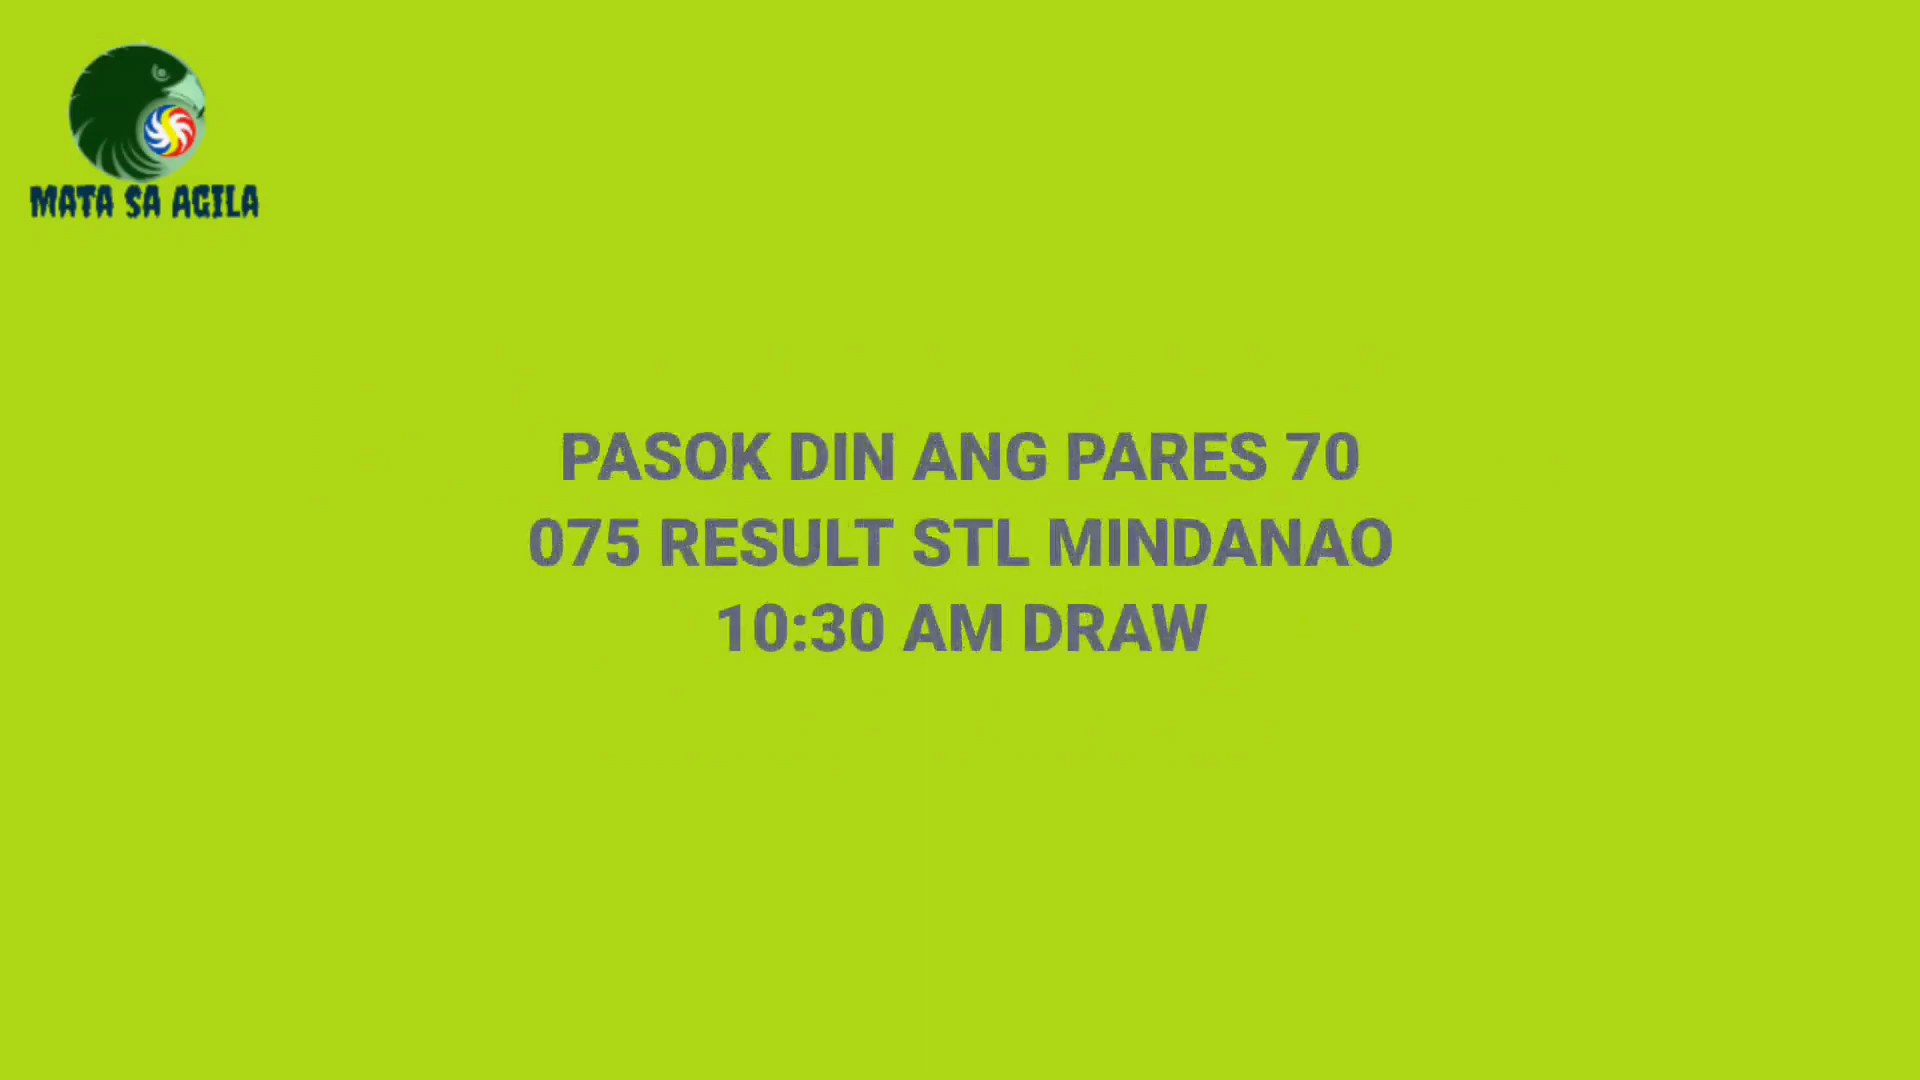 MATA SA AGILA
PASOK DIN ANG PARES 70
075 RESULT STL MINDANAO
10:30 AM DRAW